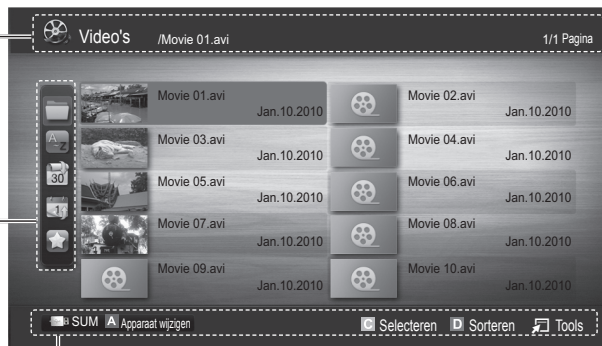 Video's /Movie 01.avi 1/1 Pagina
Movie 01.avi Movie 02.avi
Jan.10.2010 Jan.10.2010
A Z
Movie 03.avi Movie 04.avi
Jan.10.2010 Jan.10.2010
30
Movie 05.avi Movie 06.avi
Jan.10.2010 Jan.10.2010
1
Movie 07.avi Movie 08.avi
Jan.10.2010 Jan.10.2010
Movie 09.avi Movie 10.avi
Jan.10.2010 Jan.10.2010
SUM A Apparaat wijzigen C Selecteren D Sorteren Tools